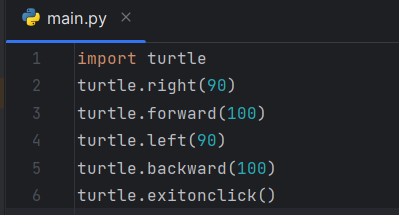 main.py
1 import turtle
2 turtle.right(90)
3 turtle.forward(100)
4 turtle.left(90)
5 turtle.backward(100)
6 turtle.exitonclick()